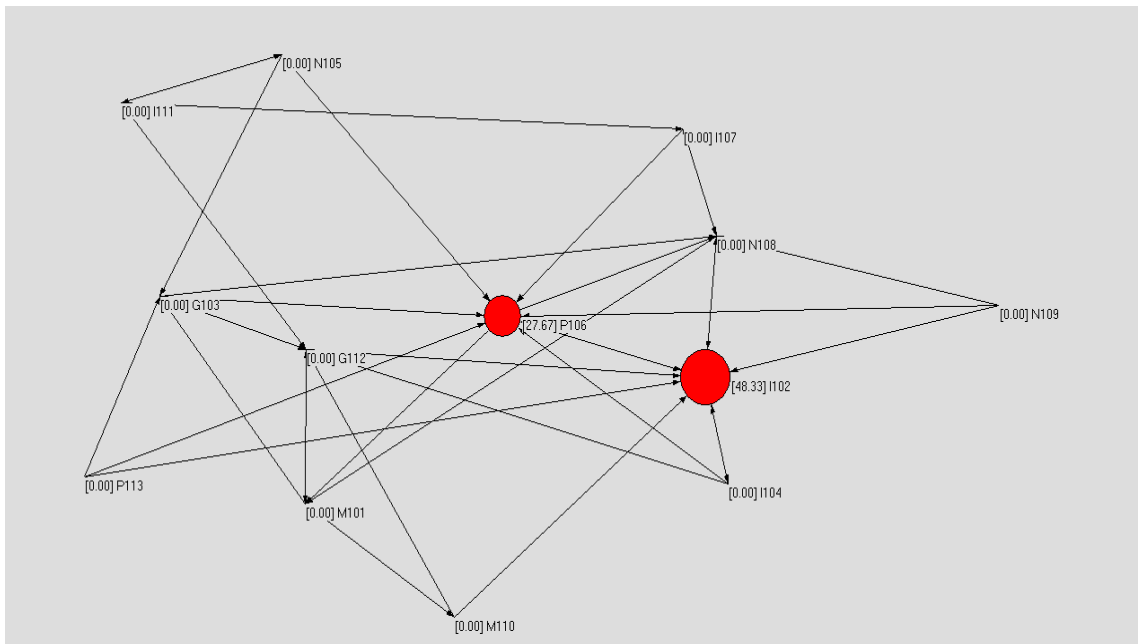 [0.00] N105
[0.00] I111
[0.00] I107
[0.00] N108
[0.00] G103
[0.00] N109
[27.67] P106
[0.00] G112
[48.33] I102
[0.00] P113
[0.00] I104
[0.00] M101
[0.00] M110